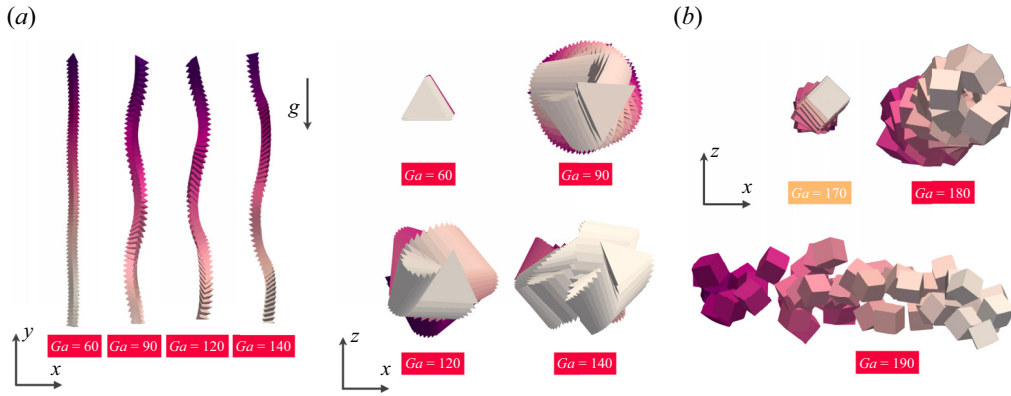 (a)
(b)
g
Ga = 60
Ga = 90
z
x
Ga = 170
Ga = 180
y
x
Ga = 60
Ga = 90
Ga = 120
Ga = 140
z
x
Ga = 120
Ga = 140
Ga = 190